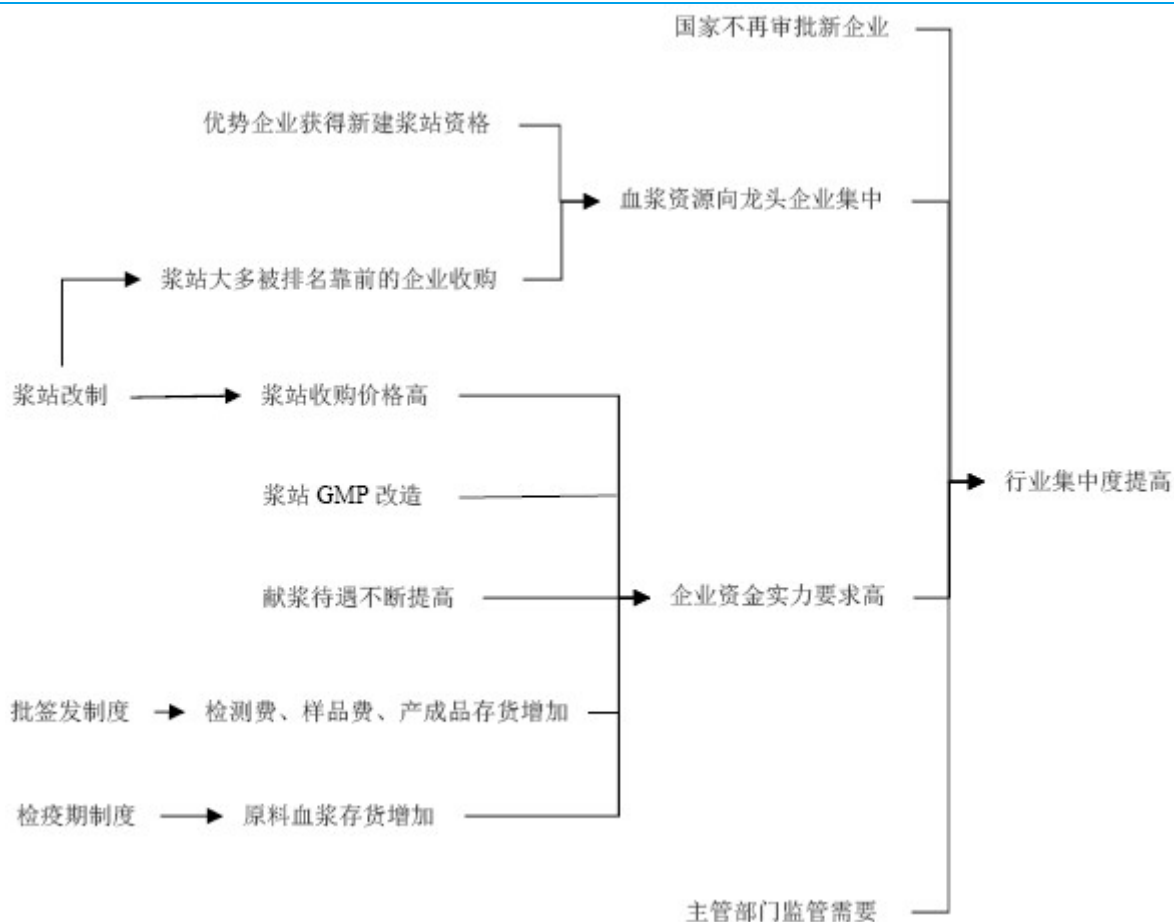 国家不再审批新企业
优势企业获得新建浆站资格
血浆资源向龙头企业集中
浆站大多被排名靠前的企业收购
浆站改制
浆站收购价格高
行业集中度提高
浆站 GMP 改造
献浆待遇不断提高
企业资金实力要求高
批签发制度
检测费、样品费、产成品存货增加
检疫期制度
原料血浆存货增加
主管部门监管需要